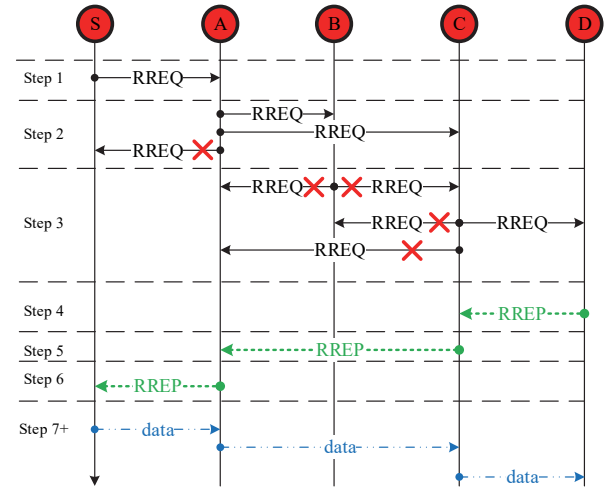 S A B C D
Step 1 RREQ
RREQ
Step 2 RREQ
RREQ
RREQ RREQ
Step 3 RREQ RREQ
RREQ
Step 4 RREP
Step 5 RREP
Step 6 RREP
Step 7+ data
data
data